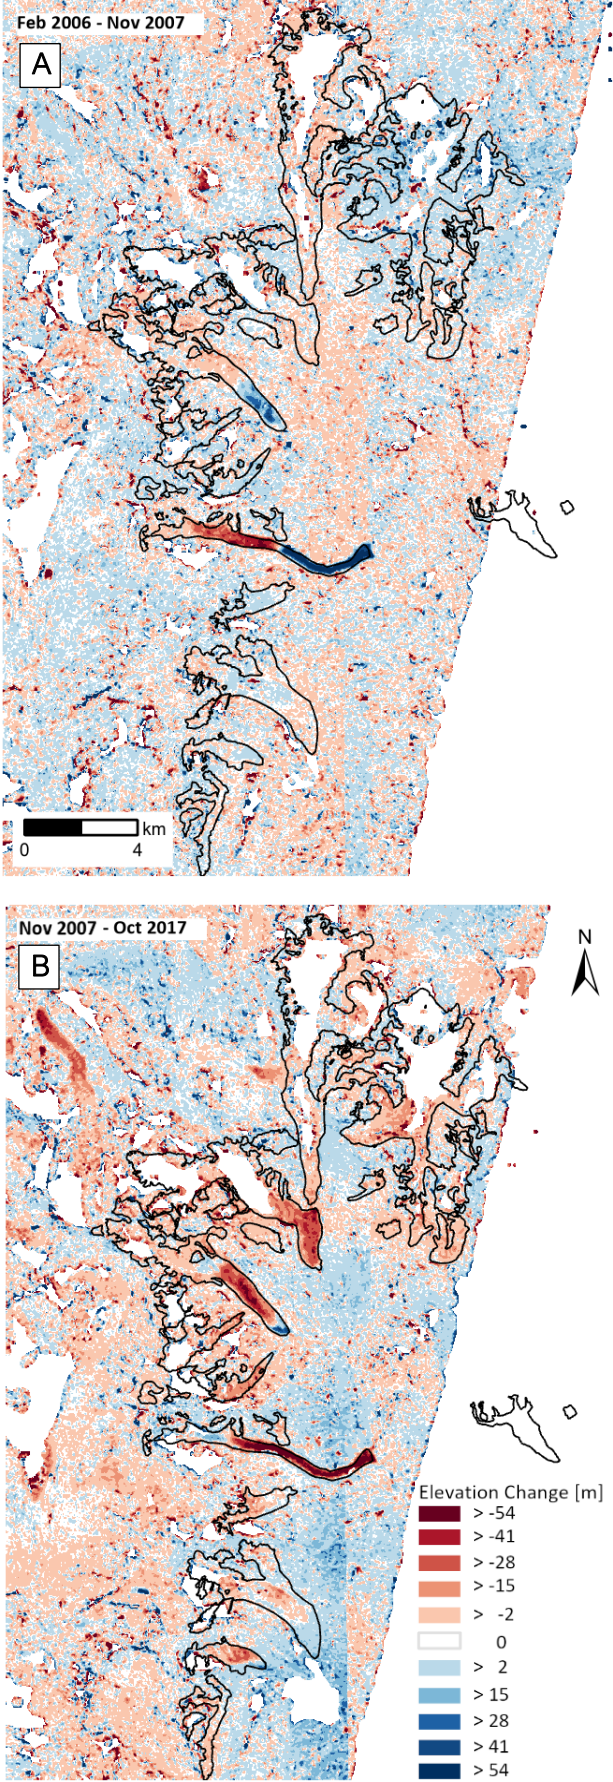 Feb 2006 - Nov 2007
A
km
0 4
Nov 2007 - Oct 2017
B
N
Elevation Change [m]
> -54
> -41
> -28
> -15
> -2
0
> 2
> 15
> 28
> 41
> 54